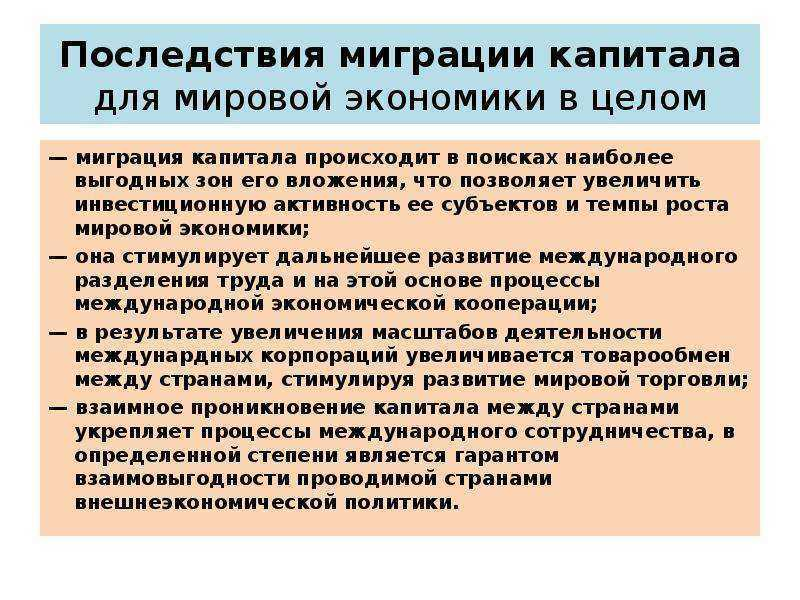 Последствия миграции капитала
для мировой экономики в целом
— миграция капитала происходит в поисках наиболее
выгодных зон его вложения, что позволяет увеличить
инвестиционную активность ее субъектов и темпы роста
мировой экономики;
— она стимулирует дальнейшее развитие международного
разделения труда и на этой основе процессы
международной экономической кооперации;
— в результате увеличения масштабов деятельности
междунардных корпораций увеличивается товарообмен
между странами, стимулируя развитие мировой торговли;
— взаимное проникновение капитала между странами
укрепляет процессы международного сотрудничества, в
определенной степени является гарантом
взаимовыгодности проводимой странами
внешнеэкономической политики.